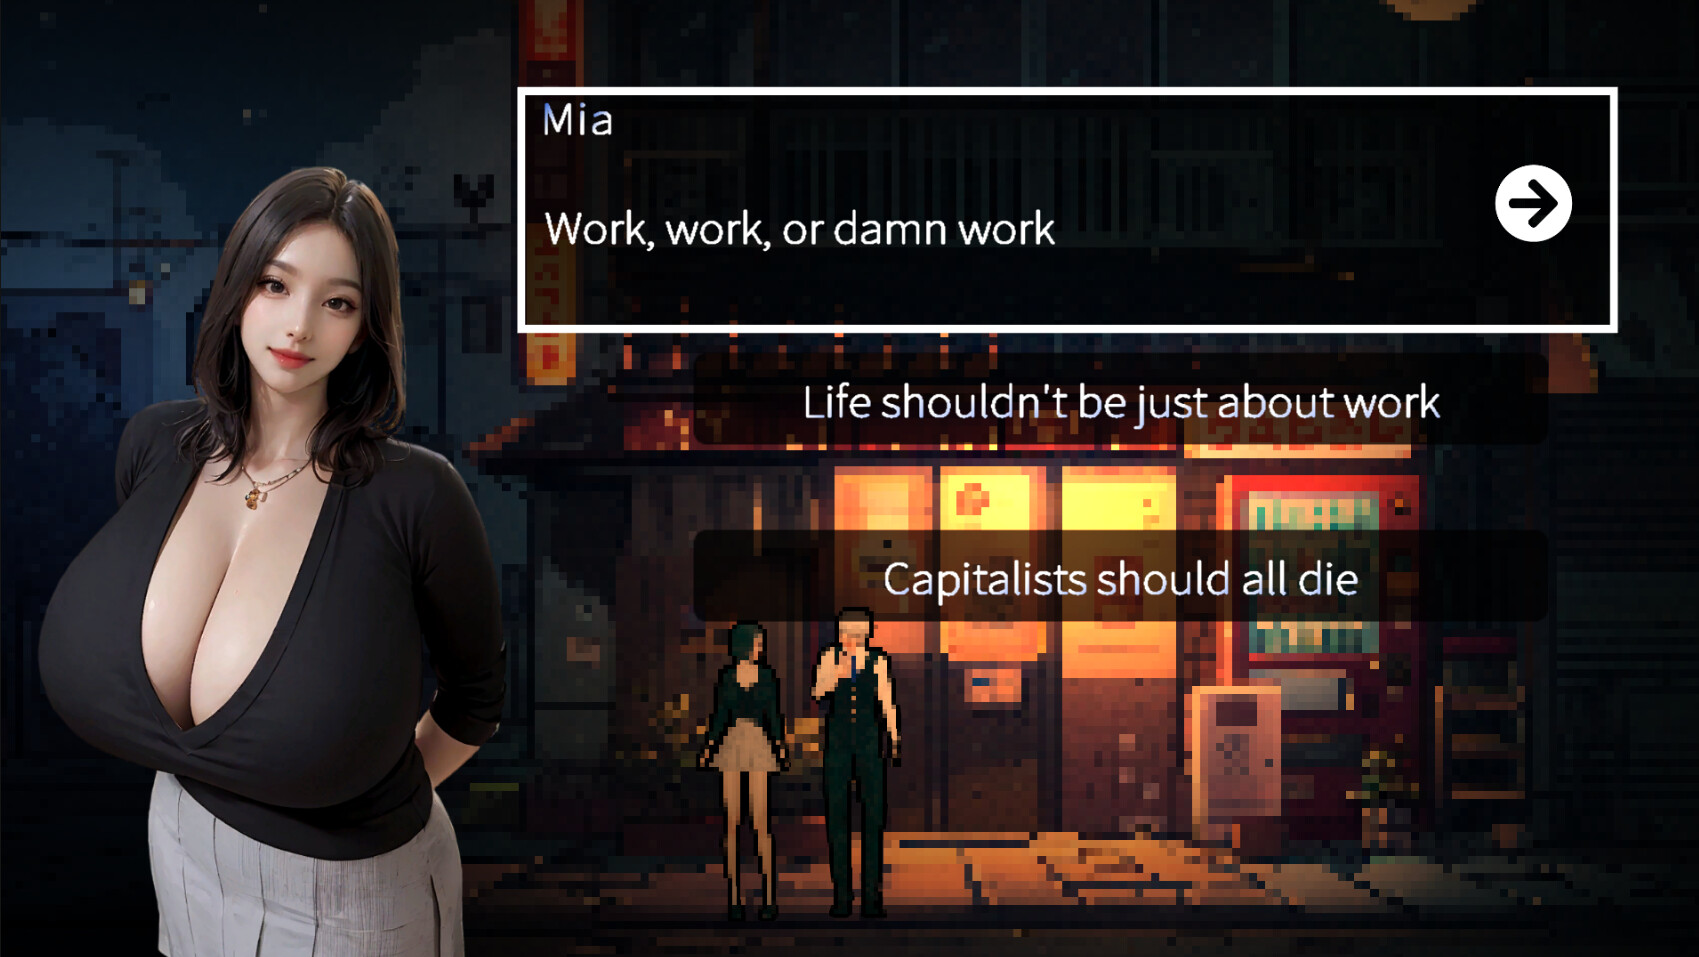 Mia
Work, work, or damn work
Life shouldn't be just about work
Capitalists should all die